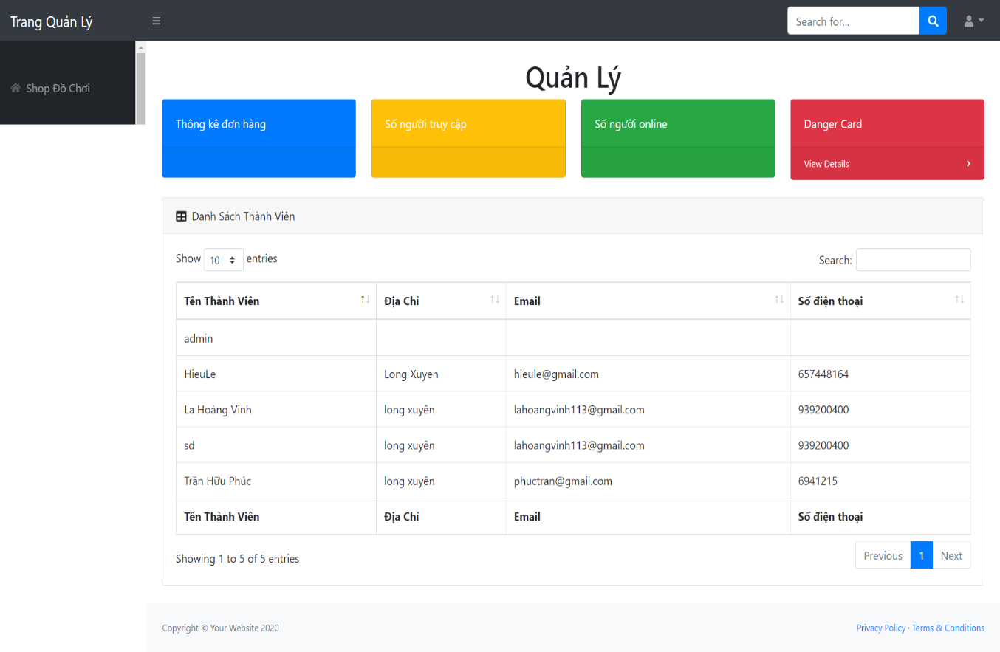 Trang Quản Lý
Search for...
Shop Đồ Chơi
Quản Lý
Thông kê đơn hàng
Số người truy cập
Số người online
Danger Card
View Details
Danh Sách Thành Viên
Show 10 entries
Search:
Tên Thành Viên Địa Chỉ Email Số điện thoại
admin
HieuLe Long Xuyen hieule@gmail.com 657448164
La Hoàng Vinh long xuyên lahoangvinh113@gmail.com 939200400
sd long xuyên lahoangvinh113@gmail.com 939200400
Trần Hữu Phúc long xuyên phuctran@gmail.com 6941215
Tên Thành Viên Địa Chỉ Email Số điện thoại
Showing 1 to 5 of 5 entries
Previous 1 Next
Copyright © Your Website 2020
Privacy Policy · Terms & Conditions